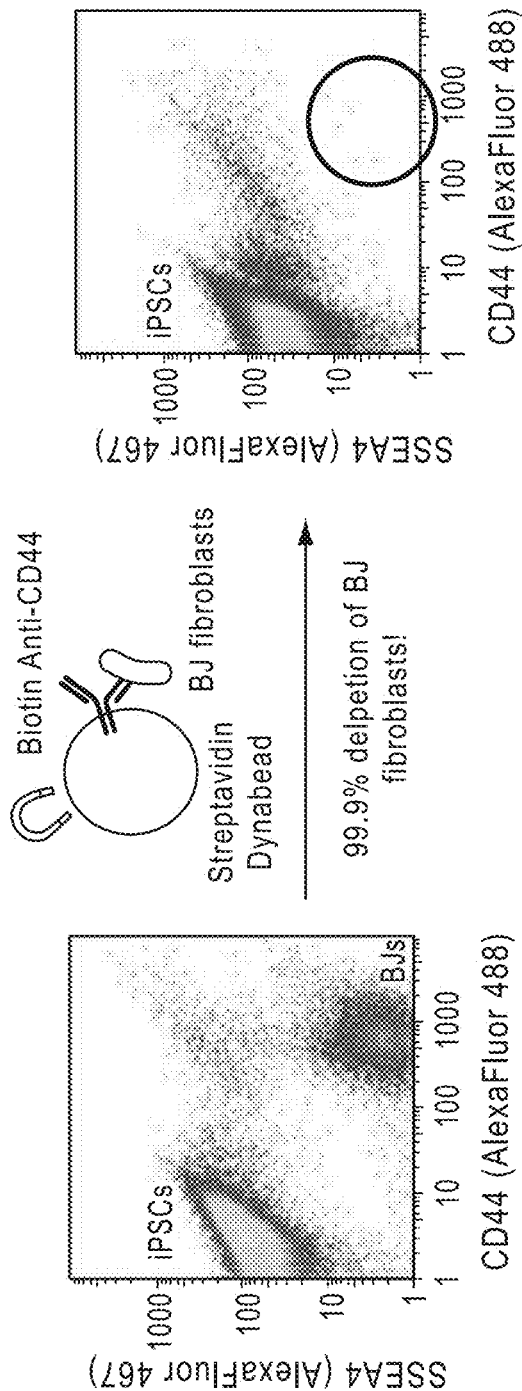 SSEA4 (AlexaFluor 467)
1000
100
10
1
iPSCs
BJs
1
10
100
1000
CD44 (AlexaFluor 488)
Biotin Anti-CD44
BJ fibroblasts
Streptavidin
Dynabead
99.9% delpetion of BJ
fibroblasts!
SSEA4 (AlexaFluor 467)
1000
100
10
1
iPSCs
1
10
100
1000
CD44 (AlexaFluor 488)